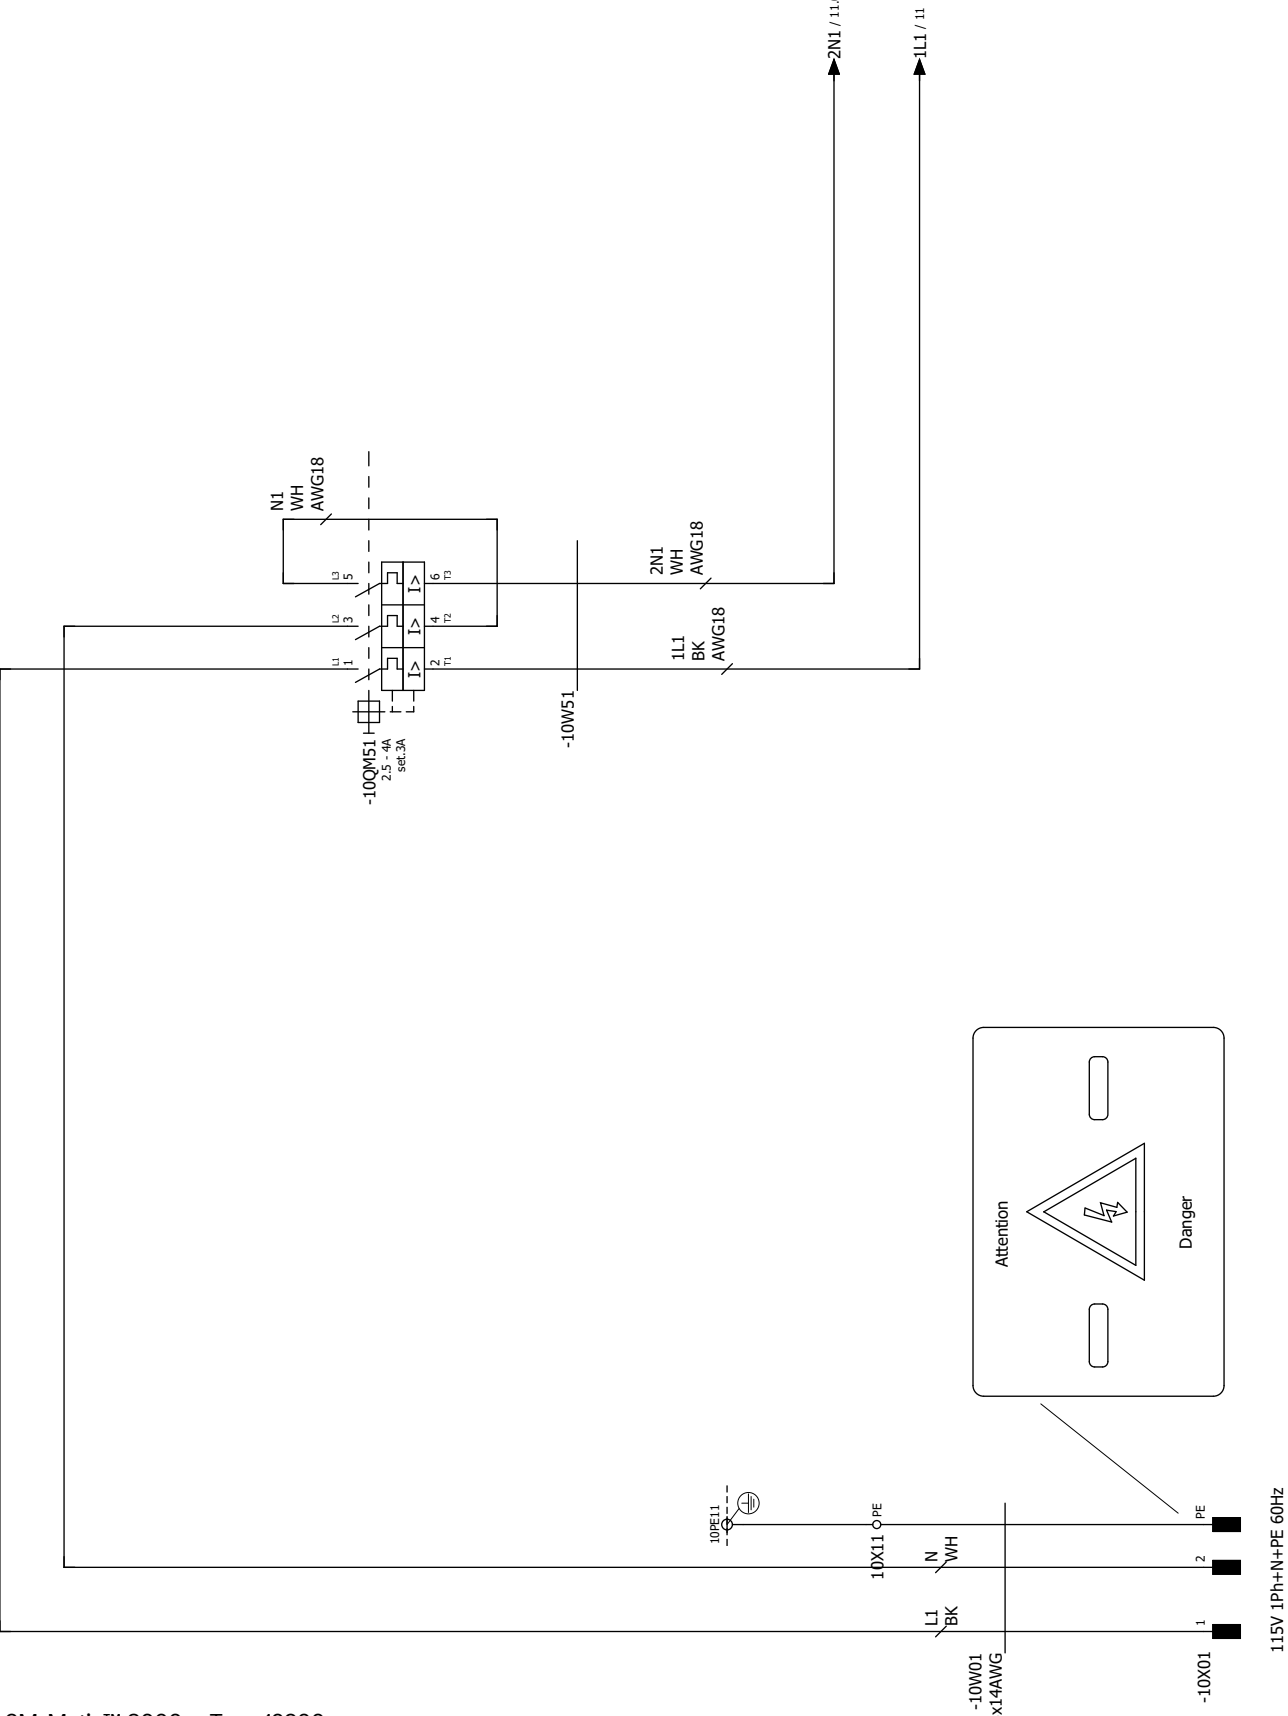 2N1 / 11.
1L1 / 11
N1
WH
AWG18
L3
5
L2
3
L1
1
6
T3
4
T2
2
T1
I>
I>
I>
-10QM51
2.5 - 4A
set.3A
2N1
WH
AWG18
1L1
BK
AWG18
-10W51
Attention
Danger
10PE11
PE
10X11
N
WH
L1
BK
-10W01
x14AWG
PE
2
1
-10X01
115V 1Ph+N+PE 60Hz